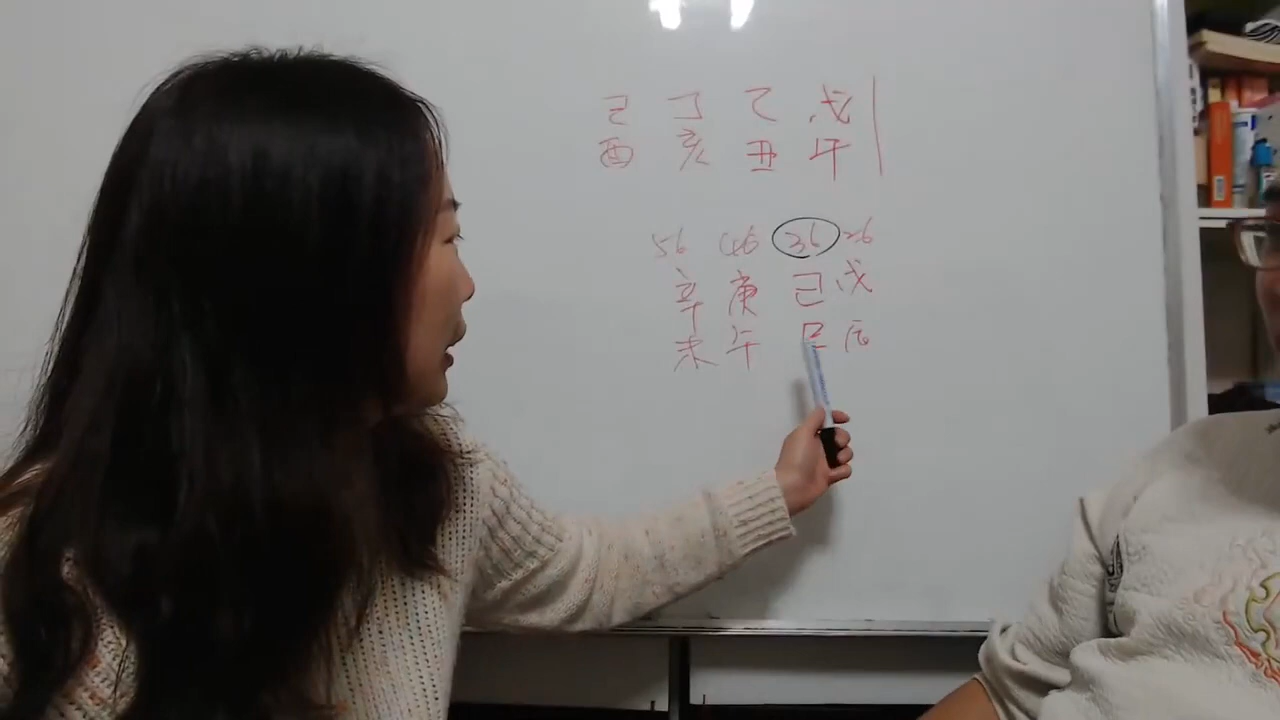 己 丁 乙 戊
酉 亥 丑 午
56 46 36 26
辛 庚 己 戊
未 午 巳 辰